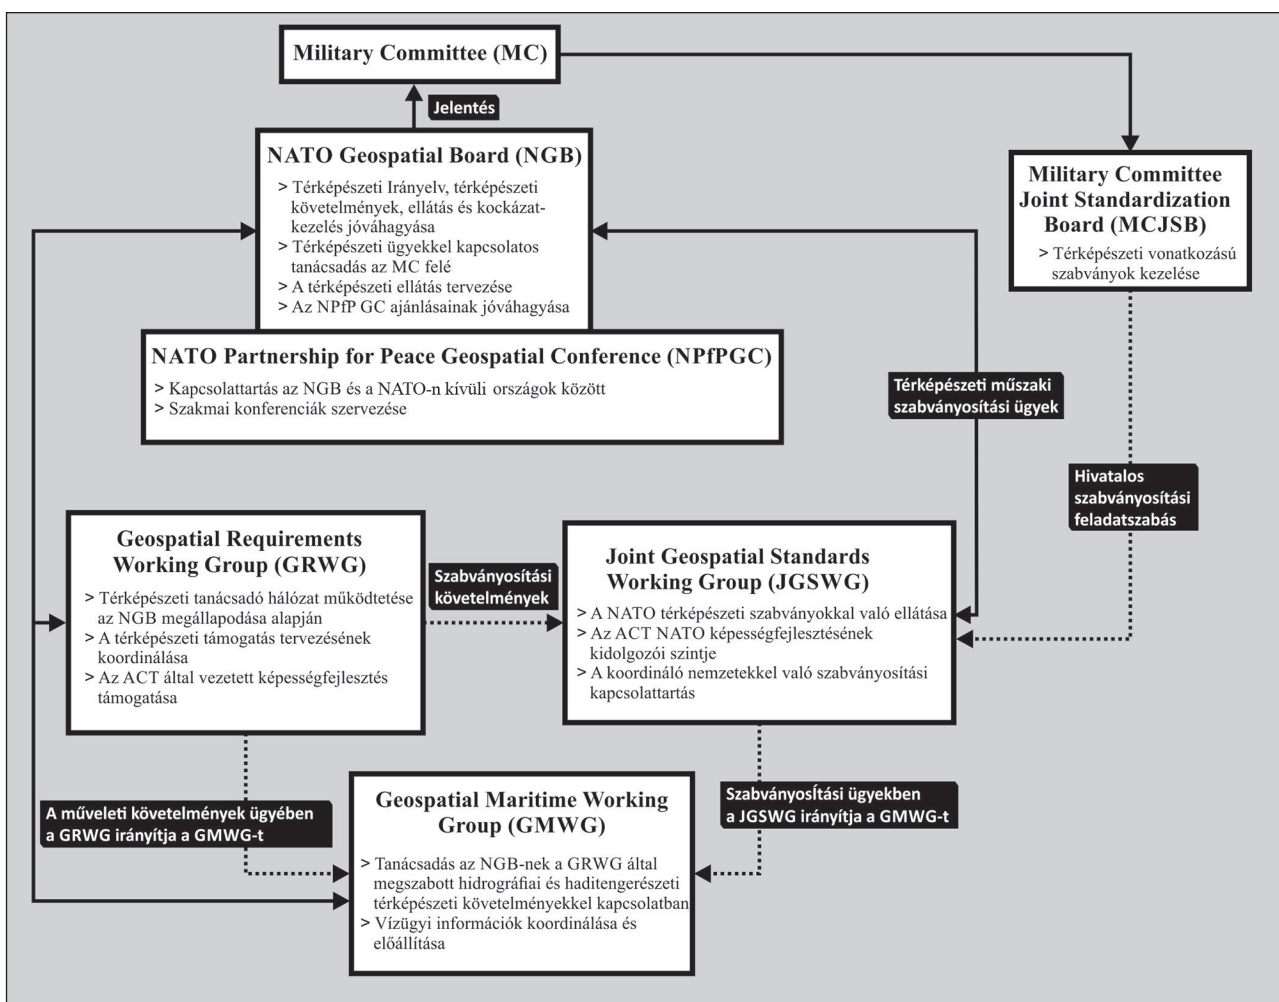 Military Committee (MC)
Jelentés
NATO Geospatial Board (NGB)
> Térképészeti Irányelv, térképészeti
követelmények, ellátás és kockázat-
kezelés jóváhagyása
> Térképészeti ügyekkel kapcsolatos
tanácsadás az MC felé
> A térképészeti ellátás tervezése
> Az NPfP GC ajánlásainak jóváhagyása
Military Committee
Joint Standardization
Board (MCJSB)
> Térképészeti vonatkozású
szabványok kezelése
NATO Partnership for Peace Geospatial Conference (NPfPGC)
> Kapcsolattartás az NGB és a NATO-n kívüli országok között
> Szakmai konferenciák szervezése
Térképészeti műszaki
szabványosítási ügyek
Hivatalos
szabványosítási
feladatszabás
Geospatial Requirements
Working Group (GRWG)
> Térképészeti tanácsadó hálózat működtetése
az NGB megállapodása alapján
> A térképészeti támogatás tervezésének
koordinálása
> Az ACT által vezetett képességfejlesztés
támogatása
Szabványosítási
követelmények
Joint Geospatial Standards
Working Group (JGSWG)
> A NATO térképészeti szabványokkal való ellátása
> Az ACT NATO képességfejlesztésének
kidolgozói szintje
> A koordináló nemzetekkel való szabványosítási
kapcsolattartás
A műveleti követelmények ügyében
a GRWG irányítja a GMWG-t
Geospatial Maritime Working
Group (GMWG)
> Tanácsadás az NGB-nek a GRWG által
megszabott hidrográfiai és haditengerészeti
térképészeti követelményekkel kapcsolatban
> Vízügyi információk koordinálása és
előállítása
SzabványosÍtási ügyekben
a JGSWG irányítja a GMWG-t